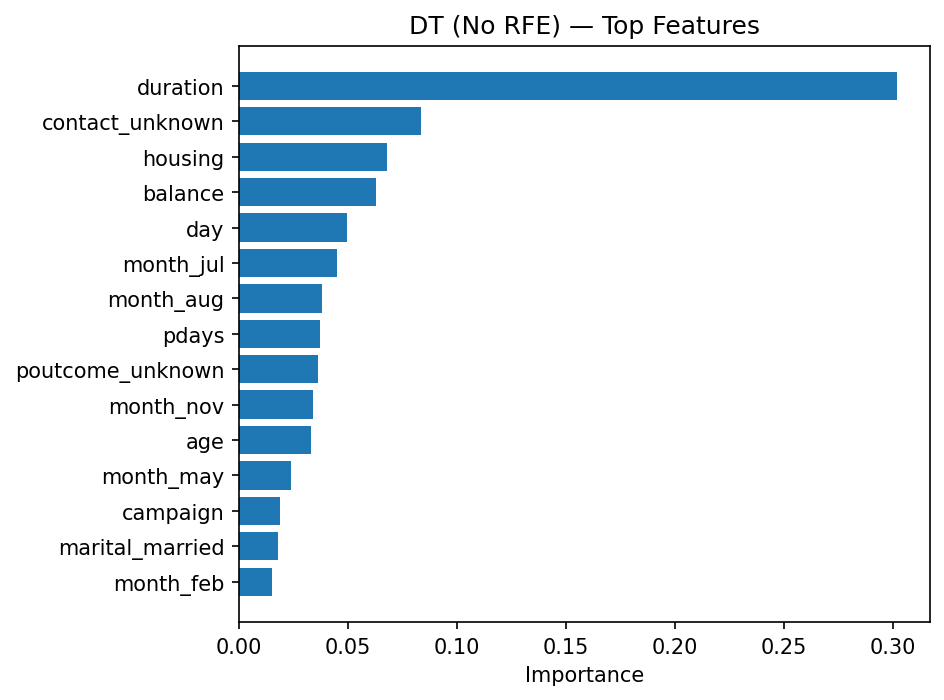 DT (No RFE) — Top Features
duration
contact_unknown
housing
balance
day
month_jul
month_aug
pdays
poutcome_unknown
month_nov
age
month_may
campaign
marital_married
month_feb
0.00 0.05 0.10 0.15 0.20 0.25 0.30
Importance